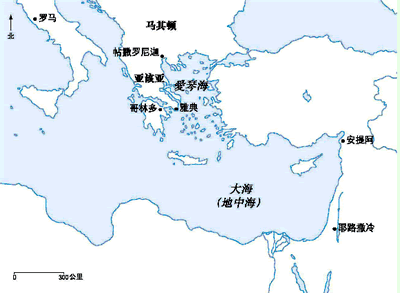 罗马
北
马其顿
帖撒罗尼迦
亚该亚
爱琴海
哥林多
雅典
安提阿
大海
(地中海)
耶路撒冷
0 300公里